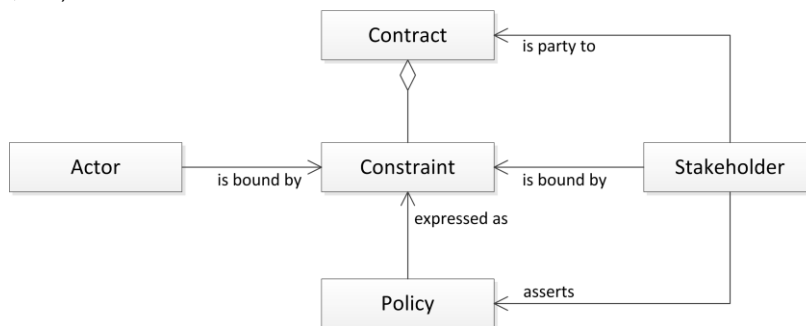 Contract
is party to
Actor
is bound by
Constraint
is bound by
Stakeholder
expressed as
Policy
asserts